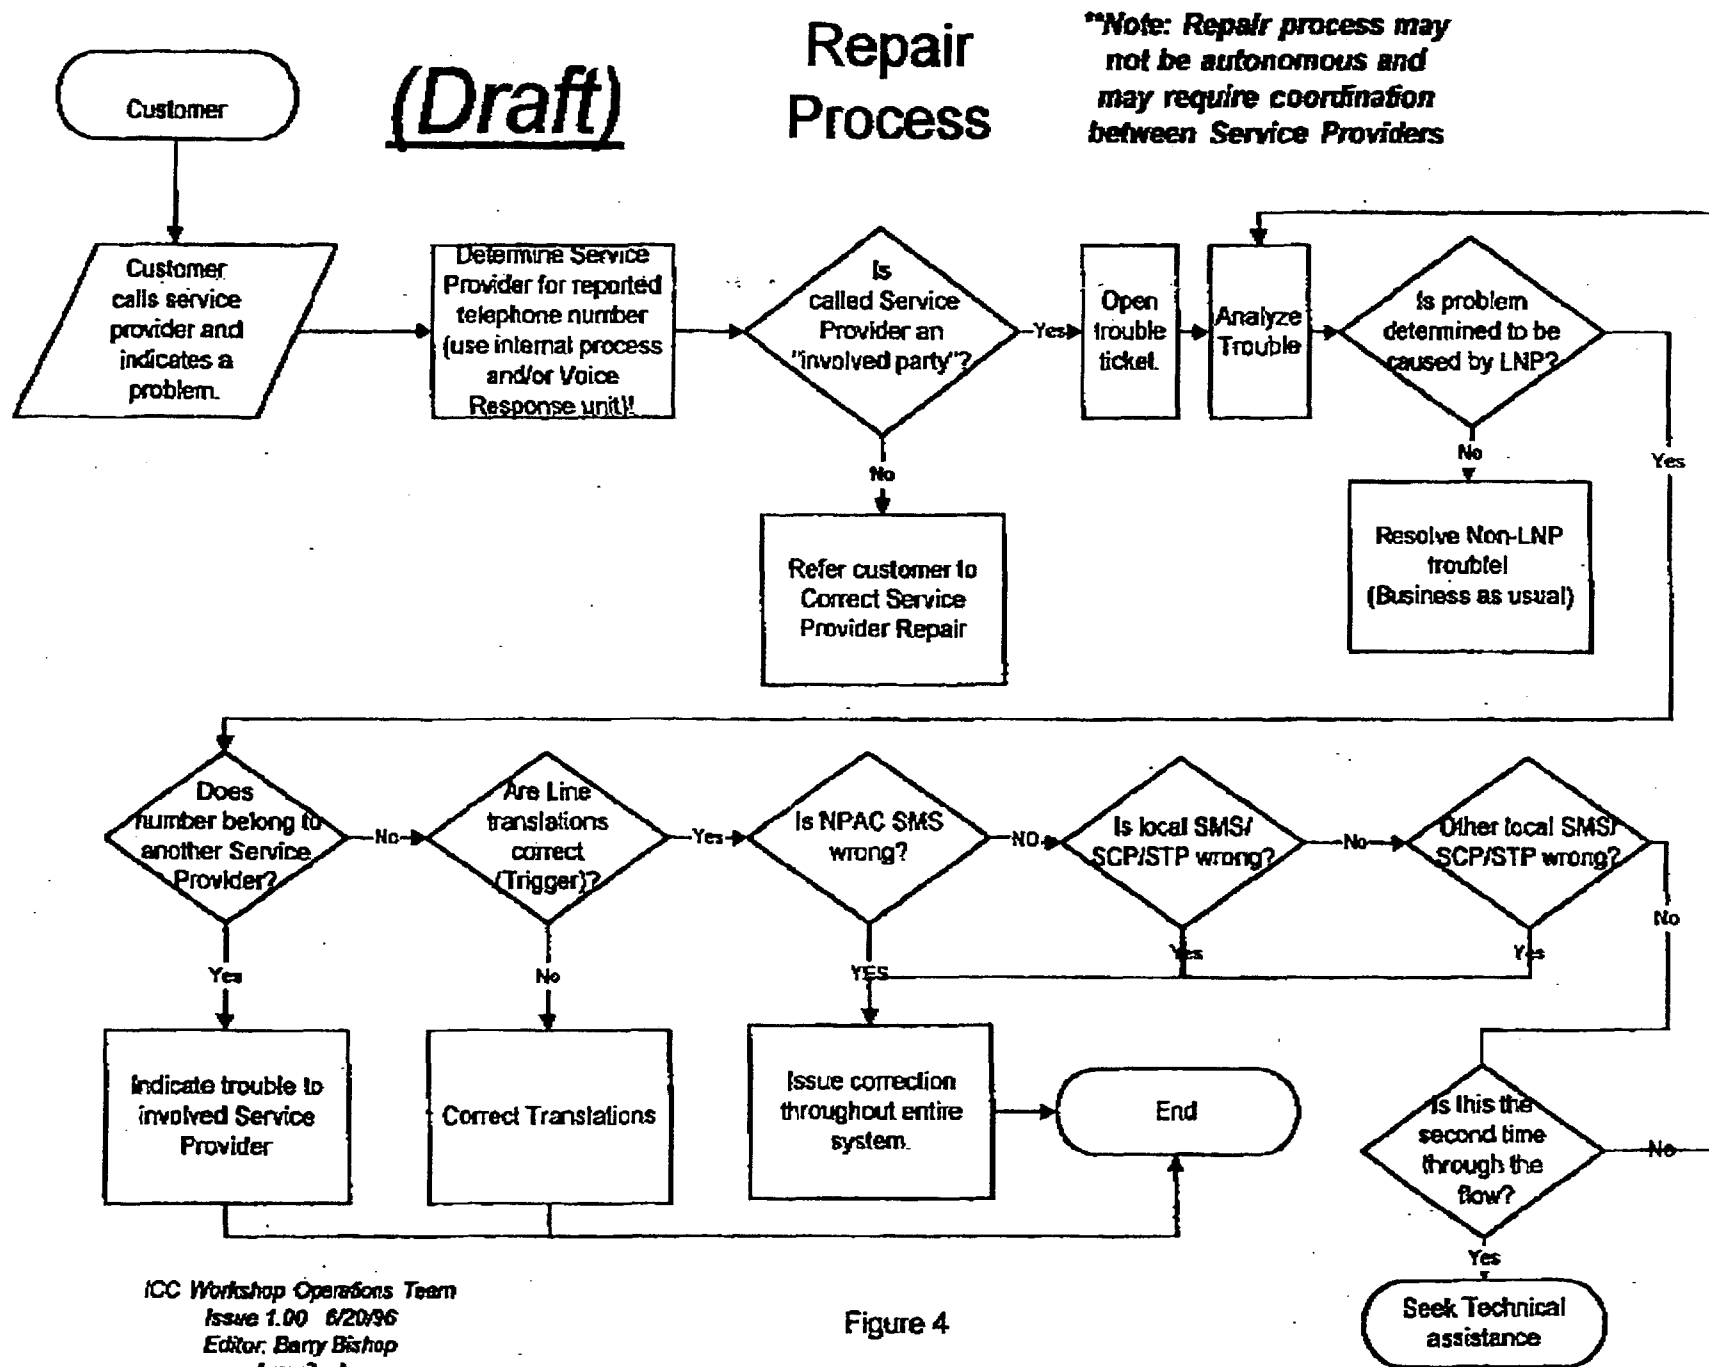 Customer
(Draft)
Repair
Process
**Note: Repair process may
not be autonomous and
may require coordination
between Service Providers
Customer
calls service
provider and
indicates a
problem.
Determine Service
Provider for reported
telephone number
(use internal process
and/or Voice
Response unit)!
Is
called Service
Provider an
"involved party"?
Yes
Open
trouble
ticket.
Analyze
Trouble
Is problem
determined to be
caused by LNP?
Yes
No
Refer customer to
Correct Service
Provider Repair
No
Resolve Non-LNP
trouble!
(Business as usual)
Does
number belong to
another Service
Provider?
No
Are Line
translations
correct
(Trigger)?
Yes
Is NPAC SMS
wrong?
NO
Is local SMS/
SCP/STP wrong?
No
Other local SMS/
SCP/STP wrong?
No
Yes
No
YES
Yes
Yes
Indicate trouble to
involved Service
Provider
Correct Translations
Issue correction
throughout entire
system.
End
Is this the
second time
through the
flow?
No
Yes
Seek Technical
assistance
ICC Workshop Operations Team
Issue 1.00 6/20/96
Editor: Barry Bishop
Figure 4